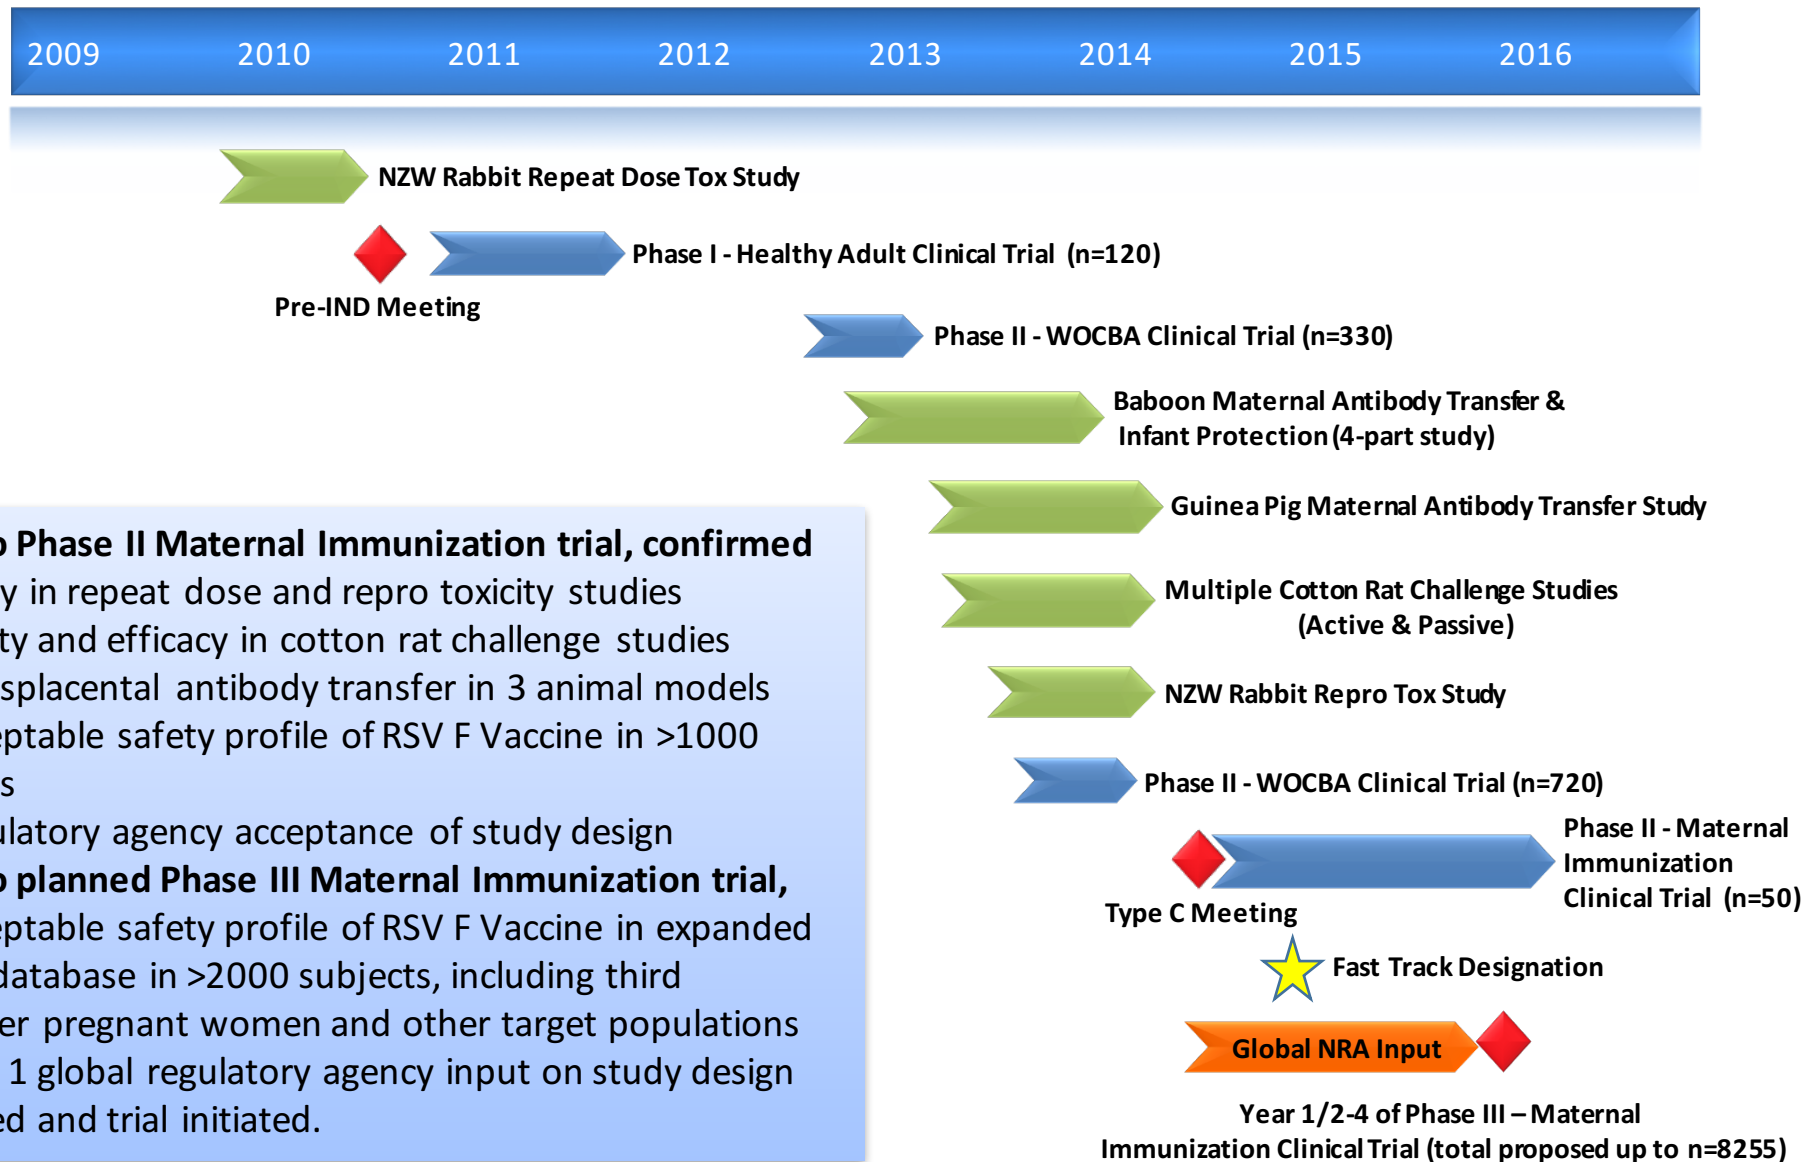 2009 2010 2011 2012 2013 2014 2015 2016
NZW Rabbit Repeat Dose Tox Study
Phase I - Healthy Adult Clinical Trial (n=120)
Pre-IND Meeting
Phase II - WOCBA Clinical Trial (n=330)
Baboon Maternal Antibody Transfer &
Infant Protection (4-part study)
Guinea Pig Maternal Antibody Transfer Study
Multiple Cotton Rat Challenge Studies
(Active & Passive)
NZW Rabbit Repro Tox Study
Phase II - WOCBA Clinical Trial (n=720)
Phase II - Maternal
Immunization
Clinical Trial (n=50)
Type C Meeting
Fast Track Designation
Global NRA Input
Year 1/2-4 of Phase III – Maternal
Immunization Clinical Trial (total proposed up to n=8255)
Phase II Maternal Immunization trial, confirmed
in repeat dose and repro toxicity studies
and efficacy in cotton rat challenge studies
antibody transfer in 3 animal models
safety profile of RSV F Vaccine in >1000
agency acceptance of study design
planned Phase III Maternal Immunization trial,
safety profile of RSV F Vaccine in expanded
database in >2000 subjects, including third
pregnant women and other target populations
1 global regulatory agency input on study design
and trial initiated.